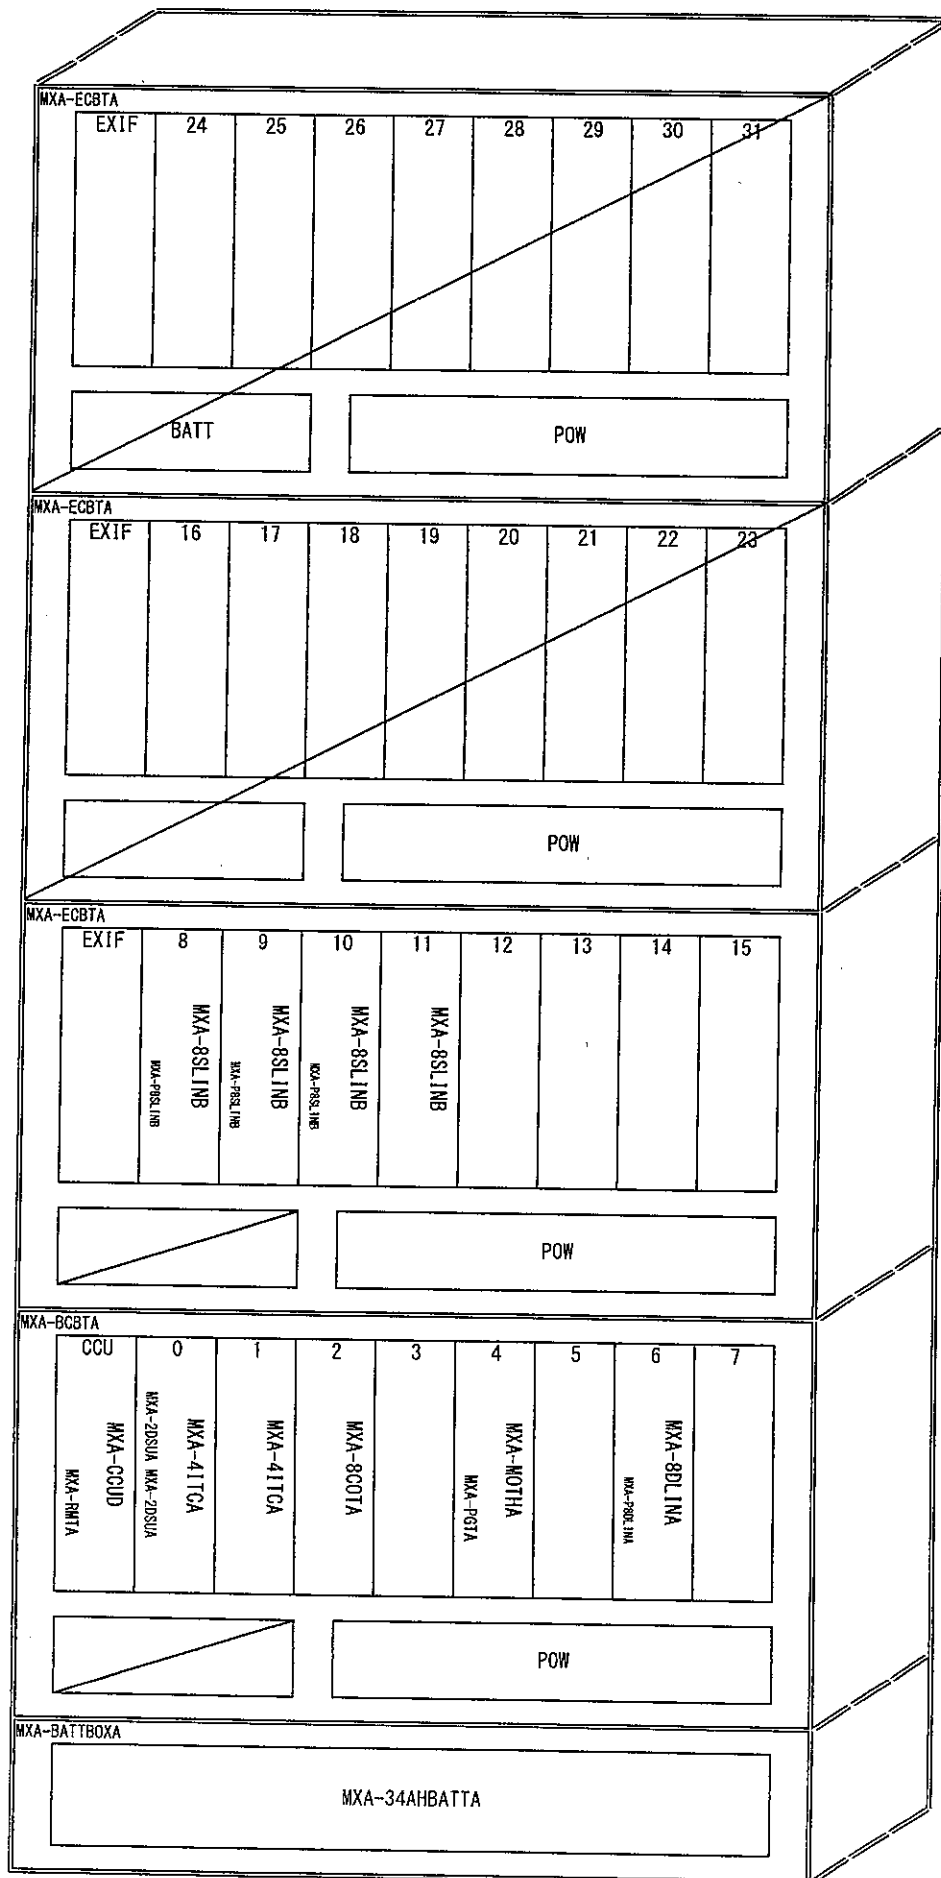 MXA-ECBTA
EXIF 24 25 26 27 28 29 30 31
BATT POW
MXA-ECBTA
EXIF 16 17 18 19 20 21 22 23
POW
MXA-ECBTA
EXIF 8 9 10 11 12 13 14 15
MXA-8SLINB
MXA-P8SLINB
MXA-8SLINB
MXA-P8SLINB
MXA-8SLINB
MXA-P8SLINB
MXA-8SLINB
POW
MXA-BCBTA
CCU 0 1 2 3 4 5 6 7
MXA-CCUD
MXA-RMTA
MXA-4ITCA
MXA-2DSUA MXA-2DSUA
MXA-4ITCA
MXA-8COTA
MXA-MOTHA
MXA-PGTA
MXA-8DLINA
MXA-P8DLINA
POW
MXA-BATTBOXA
MXA-34AHBATTA